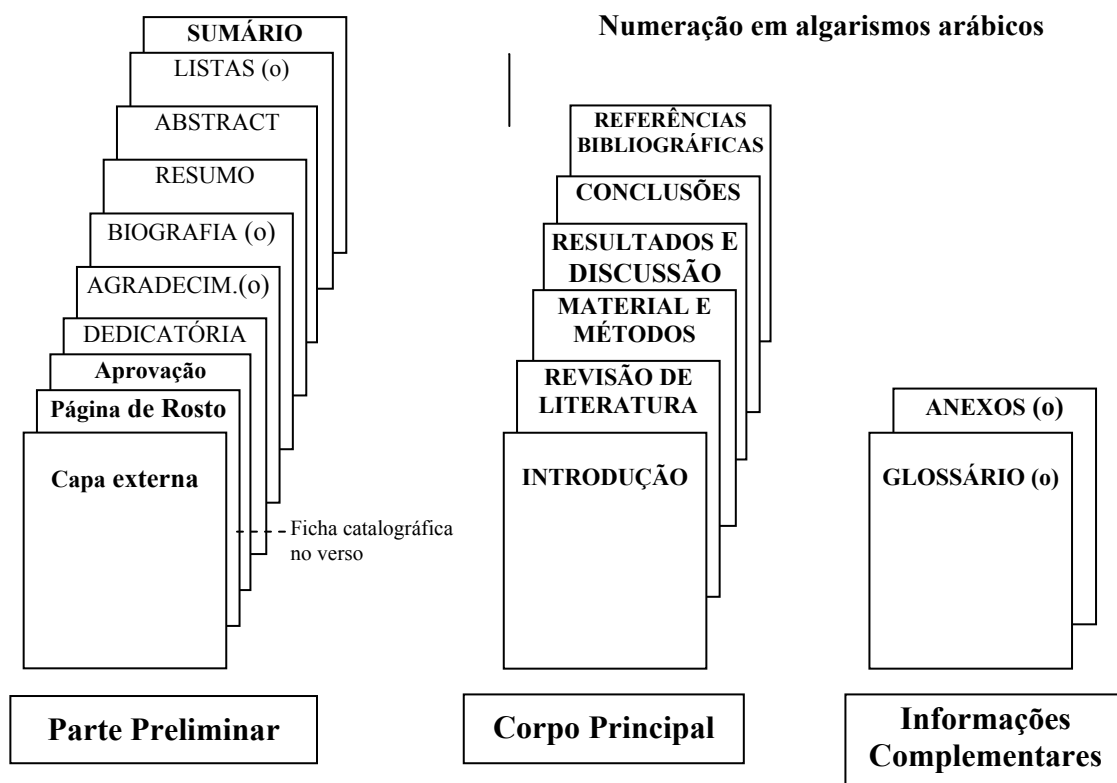 Numeração em algarismos arábicos
SUMÁRIO
LISTAS (o)
ABSTRACT
RESUMO
BIOGRAFIA (o)
AGRADECIM.(o)
DEDICATÓRIA
Aprovação
Página de Rosto
Capa externa
Ficha catalográfica
no verso
Parte Preliminar
REFERÊNCIAS
BIBLIOGRÁFICAS
CONCLUSÕES
RESULTADOS E
DISCUSSÃO
MATERIAL E
MÉTODOS
REVISÃO DE
LITERATURA
INTRODUÇÃO
Corpo Principal
ANEXOS (o)
GLOSSÁRIO (o)
Informações
Complementares